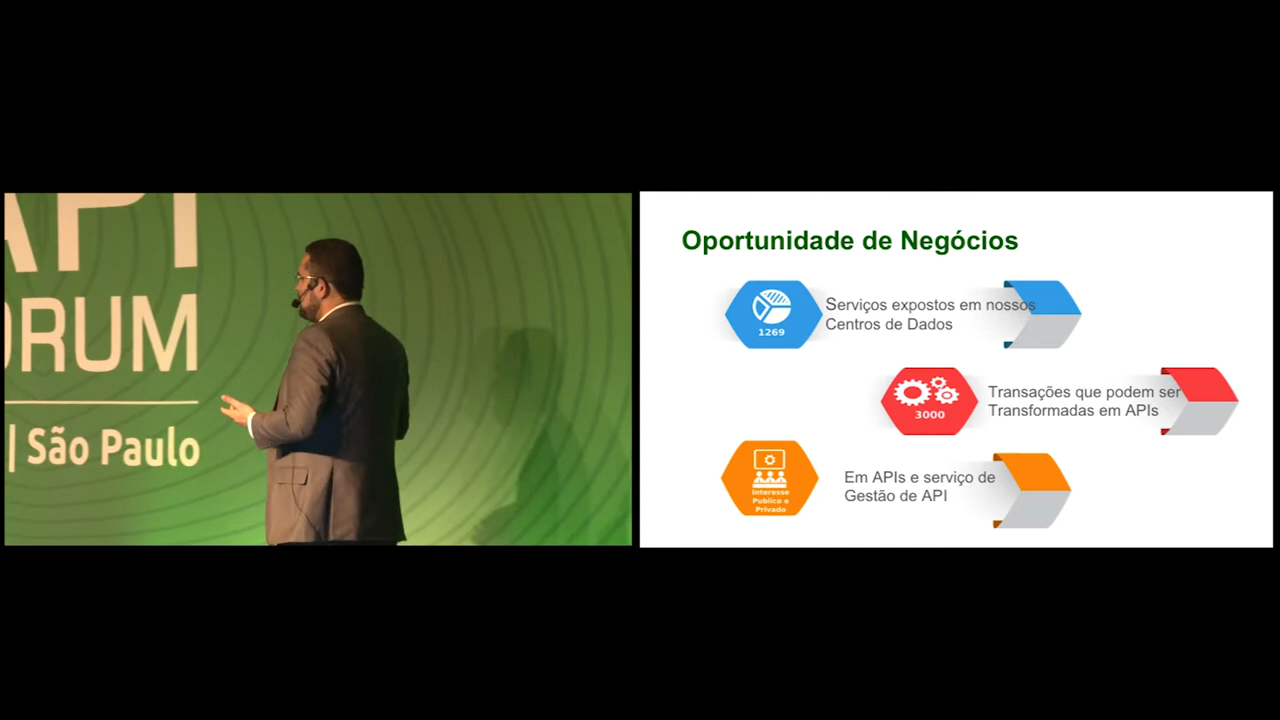 API
ORUM
| São Paulo
Oportunidade de Negócios
1269
Serviços expostos em nossos
Centros de Dados
3000
Transações que podem ser
Transformadas em APIs
Interesse
Público e
Privado
Em APIs e serviço de
Gestão de API